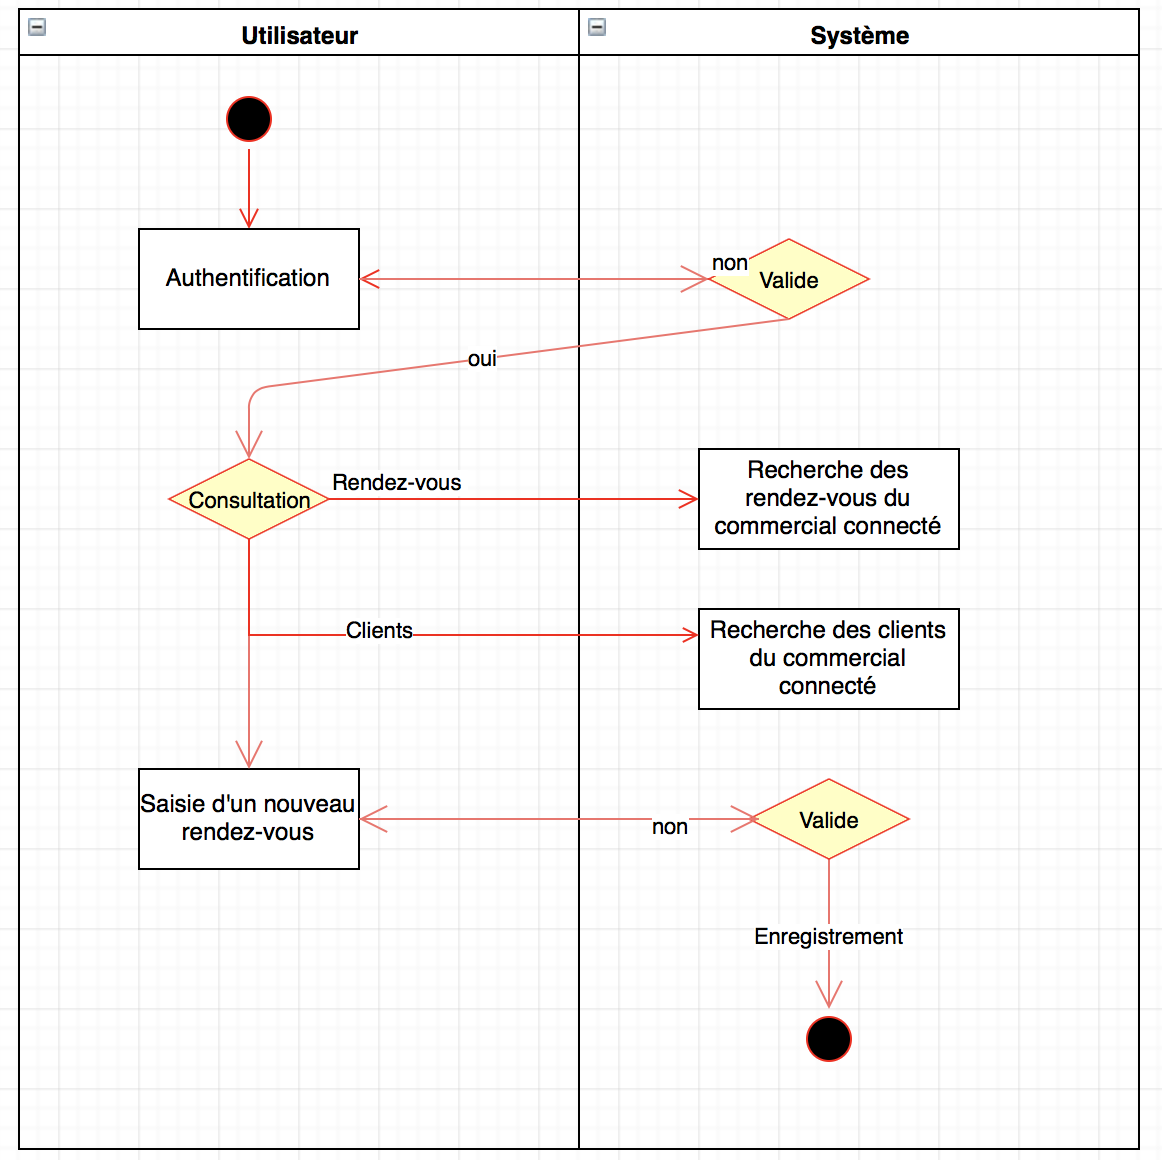 Utilisateur
Système
Authentification
non
Valide
oui
Consultation
Rendez-vous
Recherche des
rendez-vous du
commercial connecté
Clients
Recherche des clients
du commercial
connecté
Saisie d'un nouveau
rendez-vous
non
Valide
Enregistrement